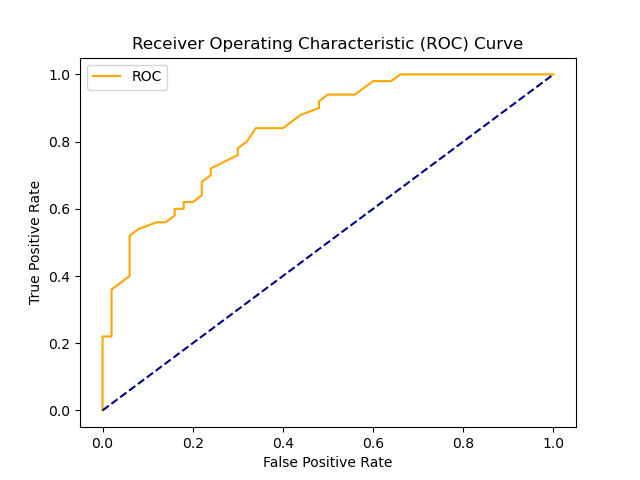 Receiver Operating Characteristic (ROC) Curve
ROC
True Positive Rate
1.0
0.8
0.6
0.4
0.2
0.0
0.0 0.2 0.4 0.6 0.8 1.0
False Positive Rate